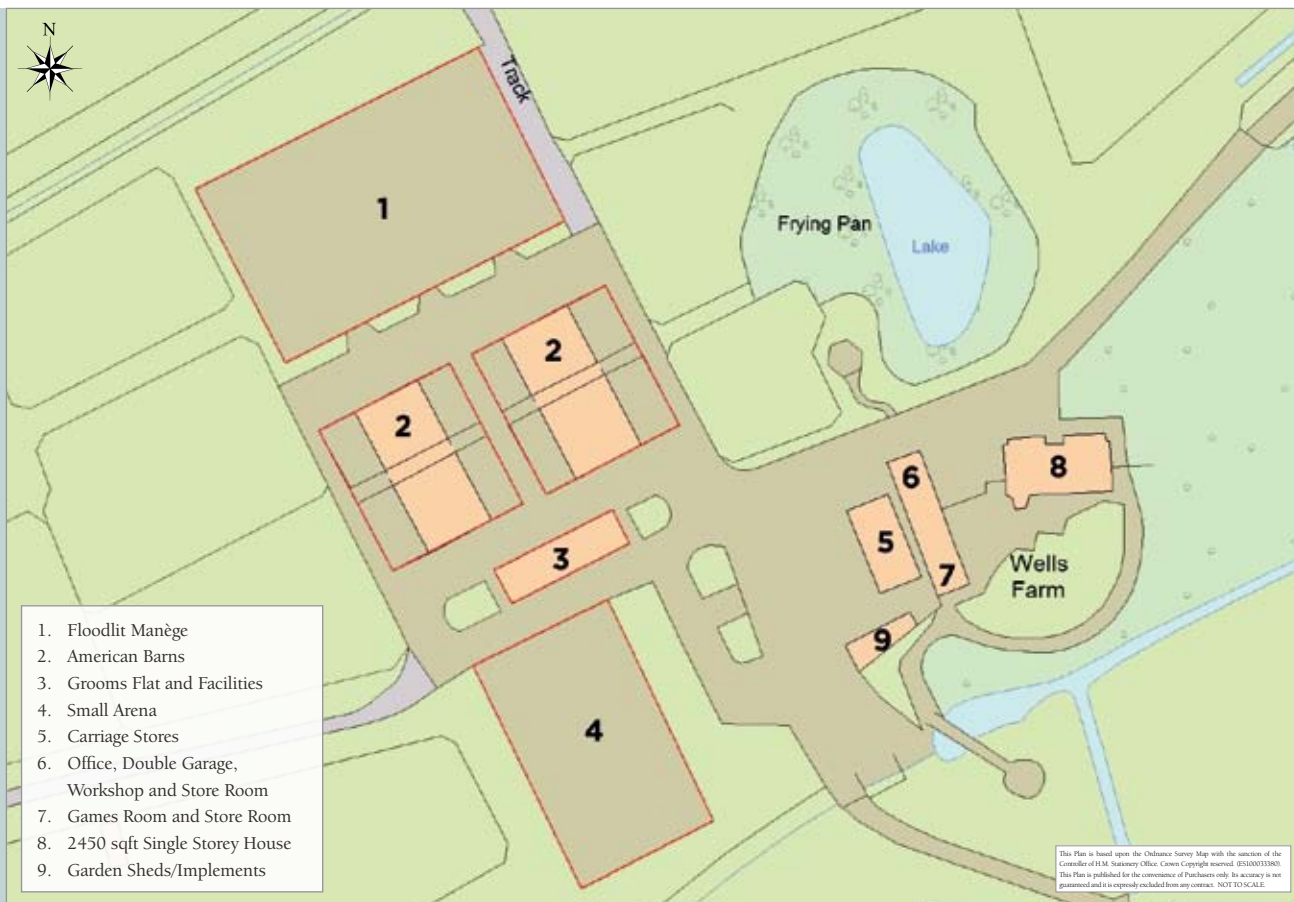 N
Track
1
Frying Pan
Lake
2
2
6
8
5
3
Wells
Farm
7
9
4
1. Floodlit Manège
2. American Barns
3. Grooms Flat and Facilities
4. Small Arena
5. Carriage Stores
6. Office, Double Garage,
Workshop and Store Room
7. Games Room and Store Room
8. 2450 sqft Single Storey House
9. Garden Sheds/Implements
This Plan is based upon the Ordnance Survey Map with the sanction of the
Controller of H.M. Stationery Office. Crown Copyright reserved. (ES100033380).
This Plan is published for the convenience of Purchasers only. Its accuracy is not
guaranteed and it is expressly excluded from any contract. NOT TO SCALE.